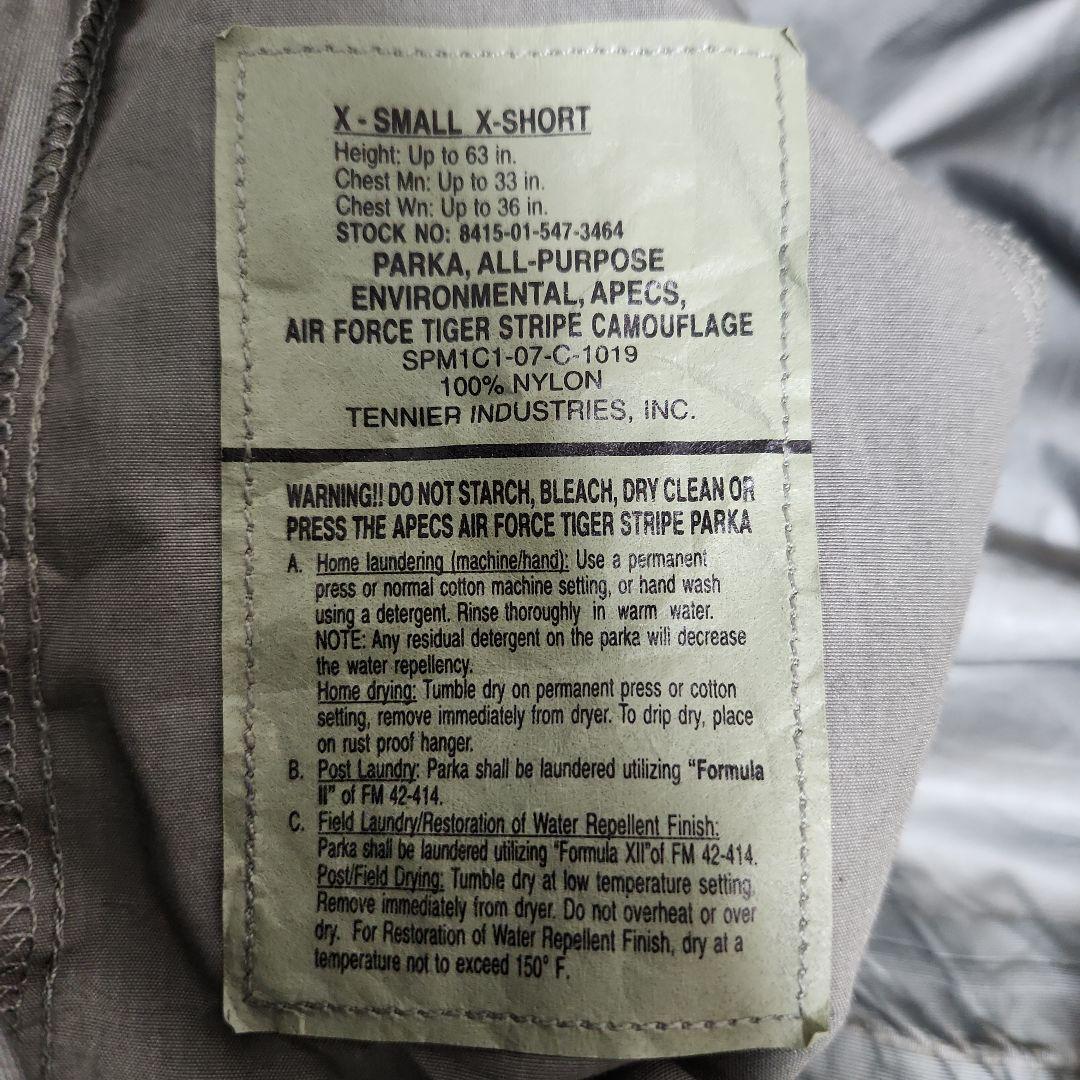 X - SMALL X-SHORT
Height: Up to 63 in.
Chest Mn: Up to 33 in.
Chest Wn: Up to 36 in.
STOCK NO: 8415-01-547-3464
PARKA, ALL-PURPOSE
ENVIRONMENTAL, APECS,
AIR FORCE TIGER STRIPE CAMOUFLAGE
SPM1C1-07-C-1019
100% NYLON
TENNIER INDUSTRIES, INC.
WARNING!! DO NOT STARCH, BLEACH, DRY CLEAN OR
PRESS THE APECS AIR FORCE TIGER STRIPE PARKA
A. Home laundering (machine/hand): Use a permanent
press or normal cotton machine setting, or hand wash
using a detergent. Rinse thoroughly in warm water.
NOTE: Any residual detergent on the parka will decrease
the water repellency.
Home drying: Tumble dry on permanent press or cotton
setting, remove immediately from dryer. To drip dry, place
on rust proof hanger.
B. Post Laundry: Parka shall be laundered utilizing "Formula
II" of FM 42-414.
C. Field Laundry/Restoration of Water Repellent Finish:
Parka shall be laundered utilizing "Formula XII"of FM 42-414.
Post/Field Drying: Tumble dry at low temperature setting.
Remove immediately from dryer. Do not overheat or over
dry. For Restoration of Water Repellent Finish, dry at a
temperature not to exceed 150° F.